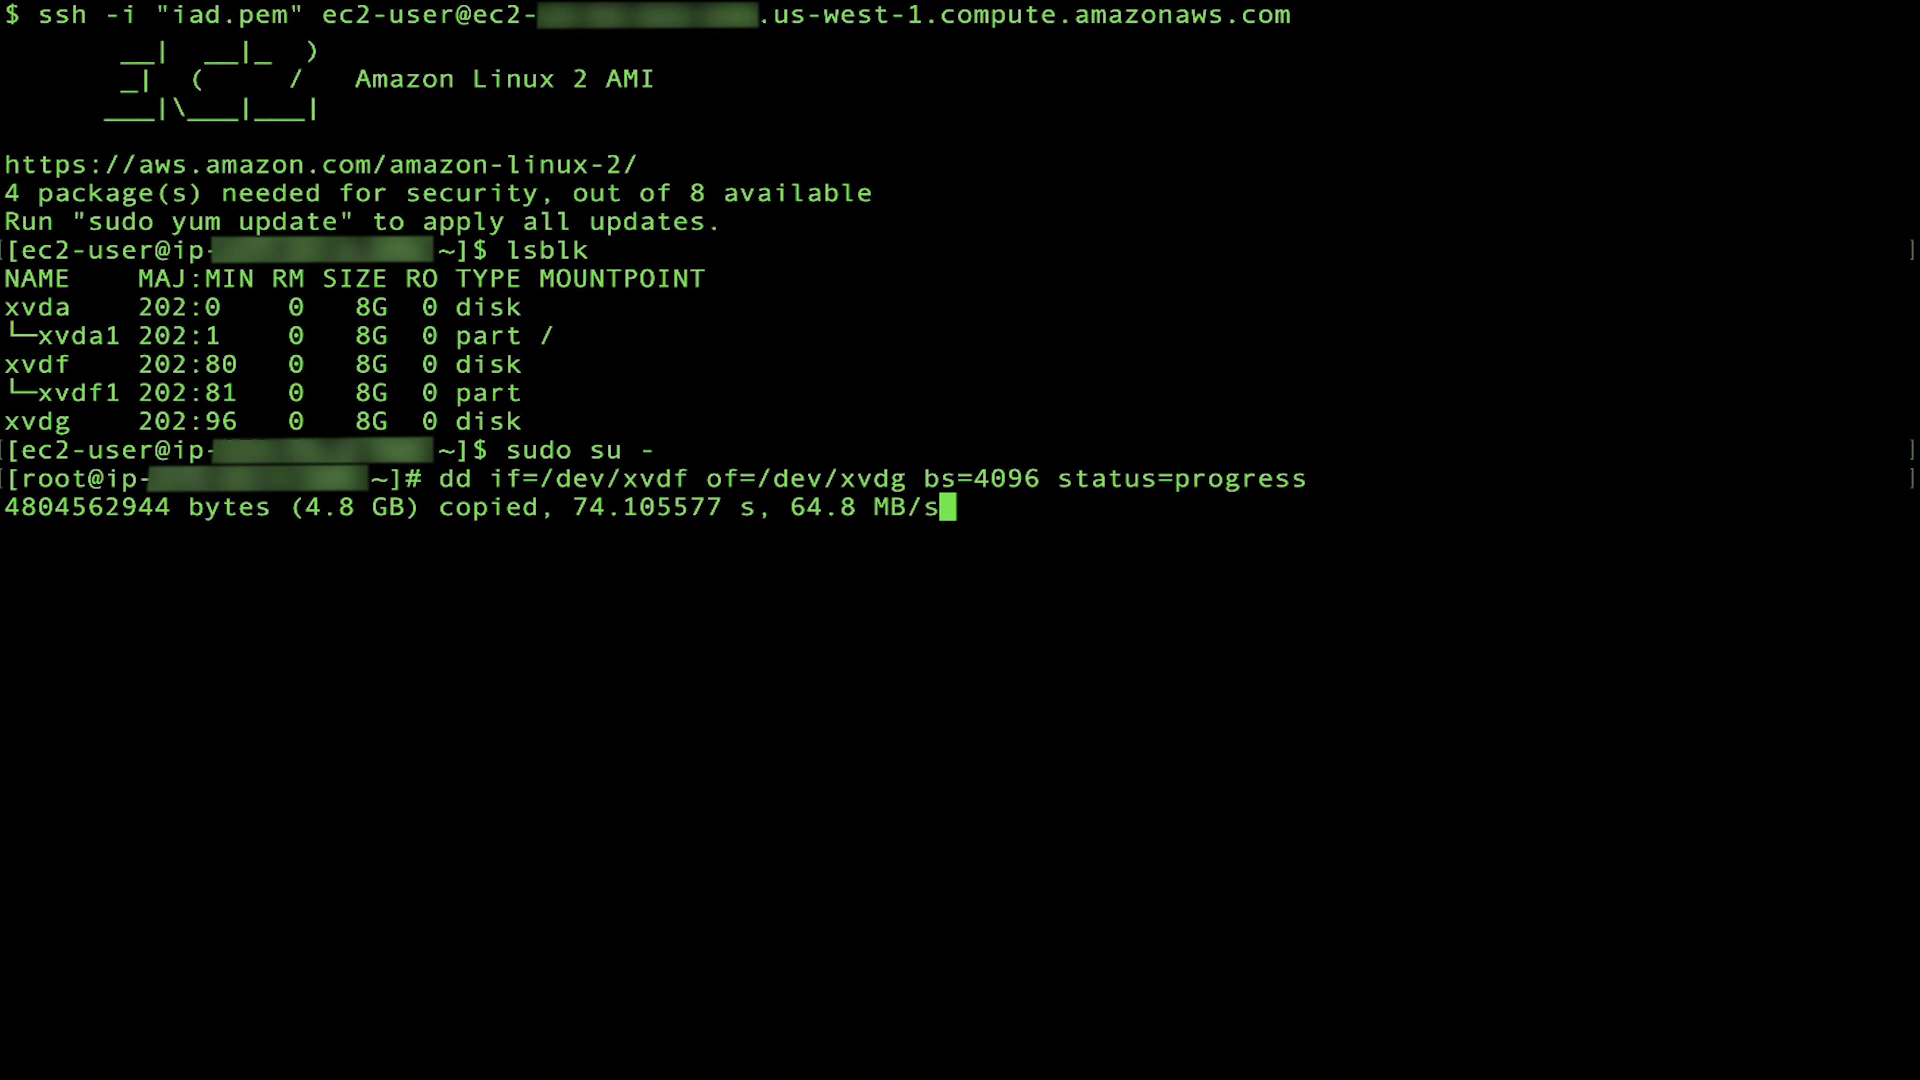 $ ssh -i "iad.pem" ec2-user@ec2-.us-west-1.compute.amazonaws.com
       __|  __|_  )
       _|  (     /   Amazon Linux 2 AMI
      ___|\___|___|
https://aws.amazon.com/amazon-linux-2/
4 package(s) needed for security, out of 8 available
Run "sudo yum update" to apply all updates.
[ec2-user@ip- ~]$ lsblk ]
NAME    MAJ:MIN RM SIZE RO TYPE MOUNTPOINT
xvda    202:0    0   8G  0 disk
└─xvda1 202:1    0   8G  0 part /
xvdf    202:80   0   8G  0 disk
└─xvdf1 202:81   0   8G  0 part
xvdg    202:96   0   8G  0 disk
[ec2-user@ip- ~]$ sudo su - ]
[root@ip- ~]# dd if=/dev/xvdf of=/dev/xvdg bs=4096 status=progress ]
4804562944 bytes (4.8 GB) copied, 74.105577 s, 64.8 MB/s